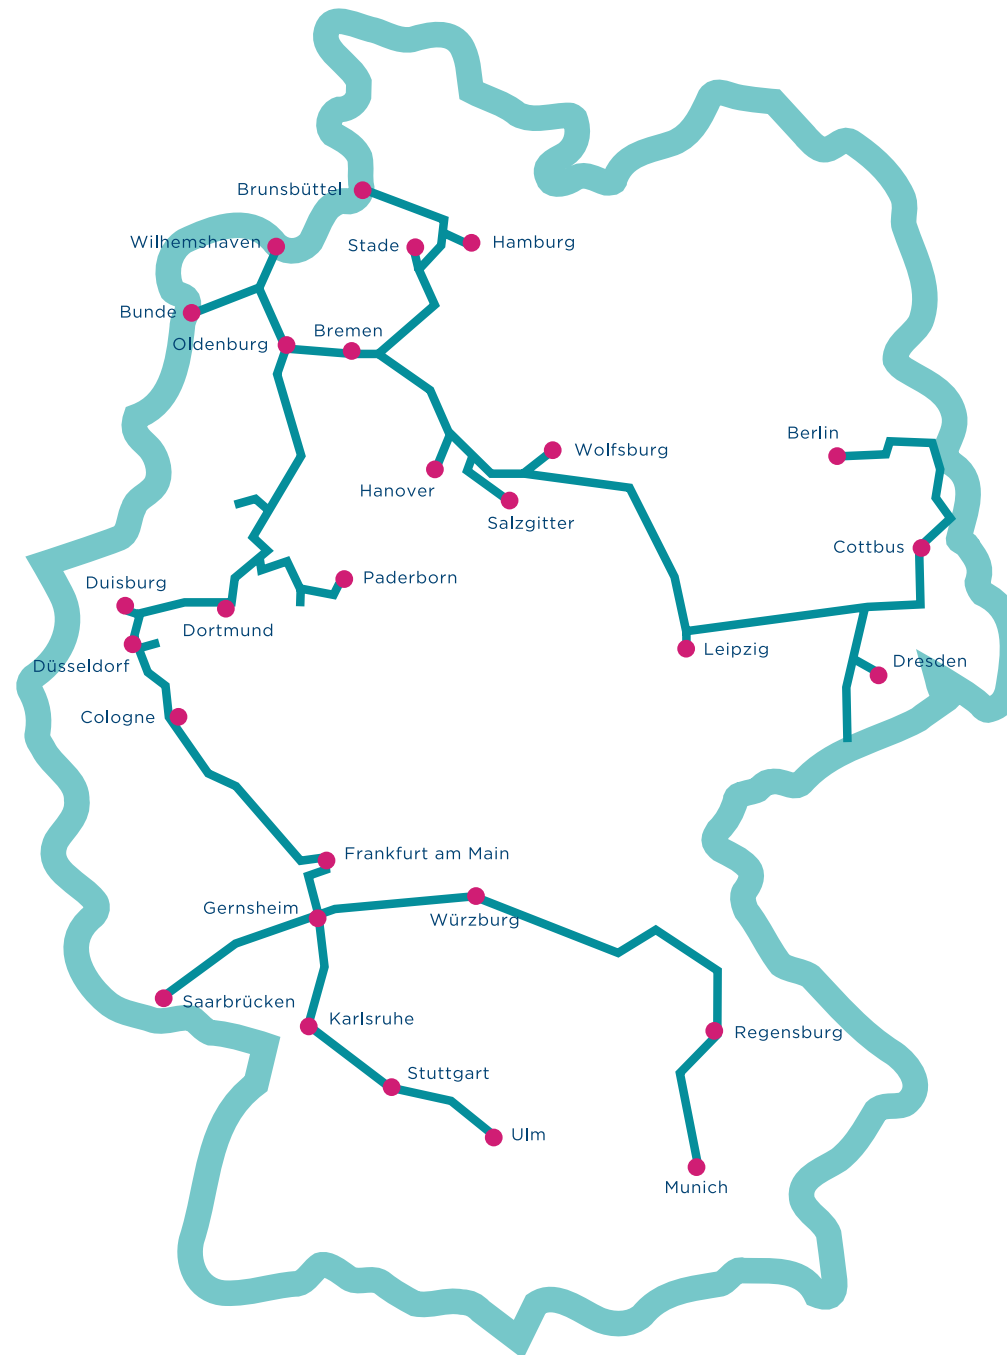 Brunsbüttel
Wilhemshaven
Stade
Hamburg
Bunde
Oldenburg
Bremen
Berlin
Wolfsburg
Hanover
Salzgitter
Cottbus
Duisburg
Paderborn
Dortmund
Düsseldorf
Leipzig
Dresden
Cologne
Frankfurt am Main
Gernsheim
Würzburg
Saarbrücken
Karlsruhe
Regensburg
Stuttgart
Ulm
Munich